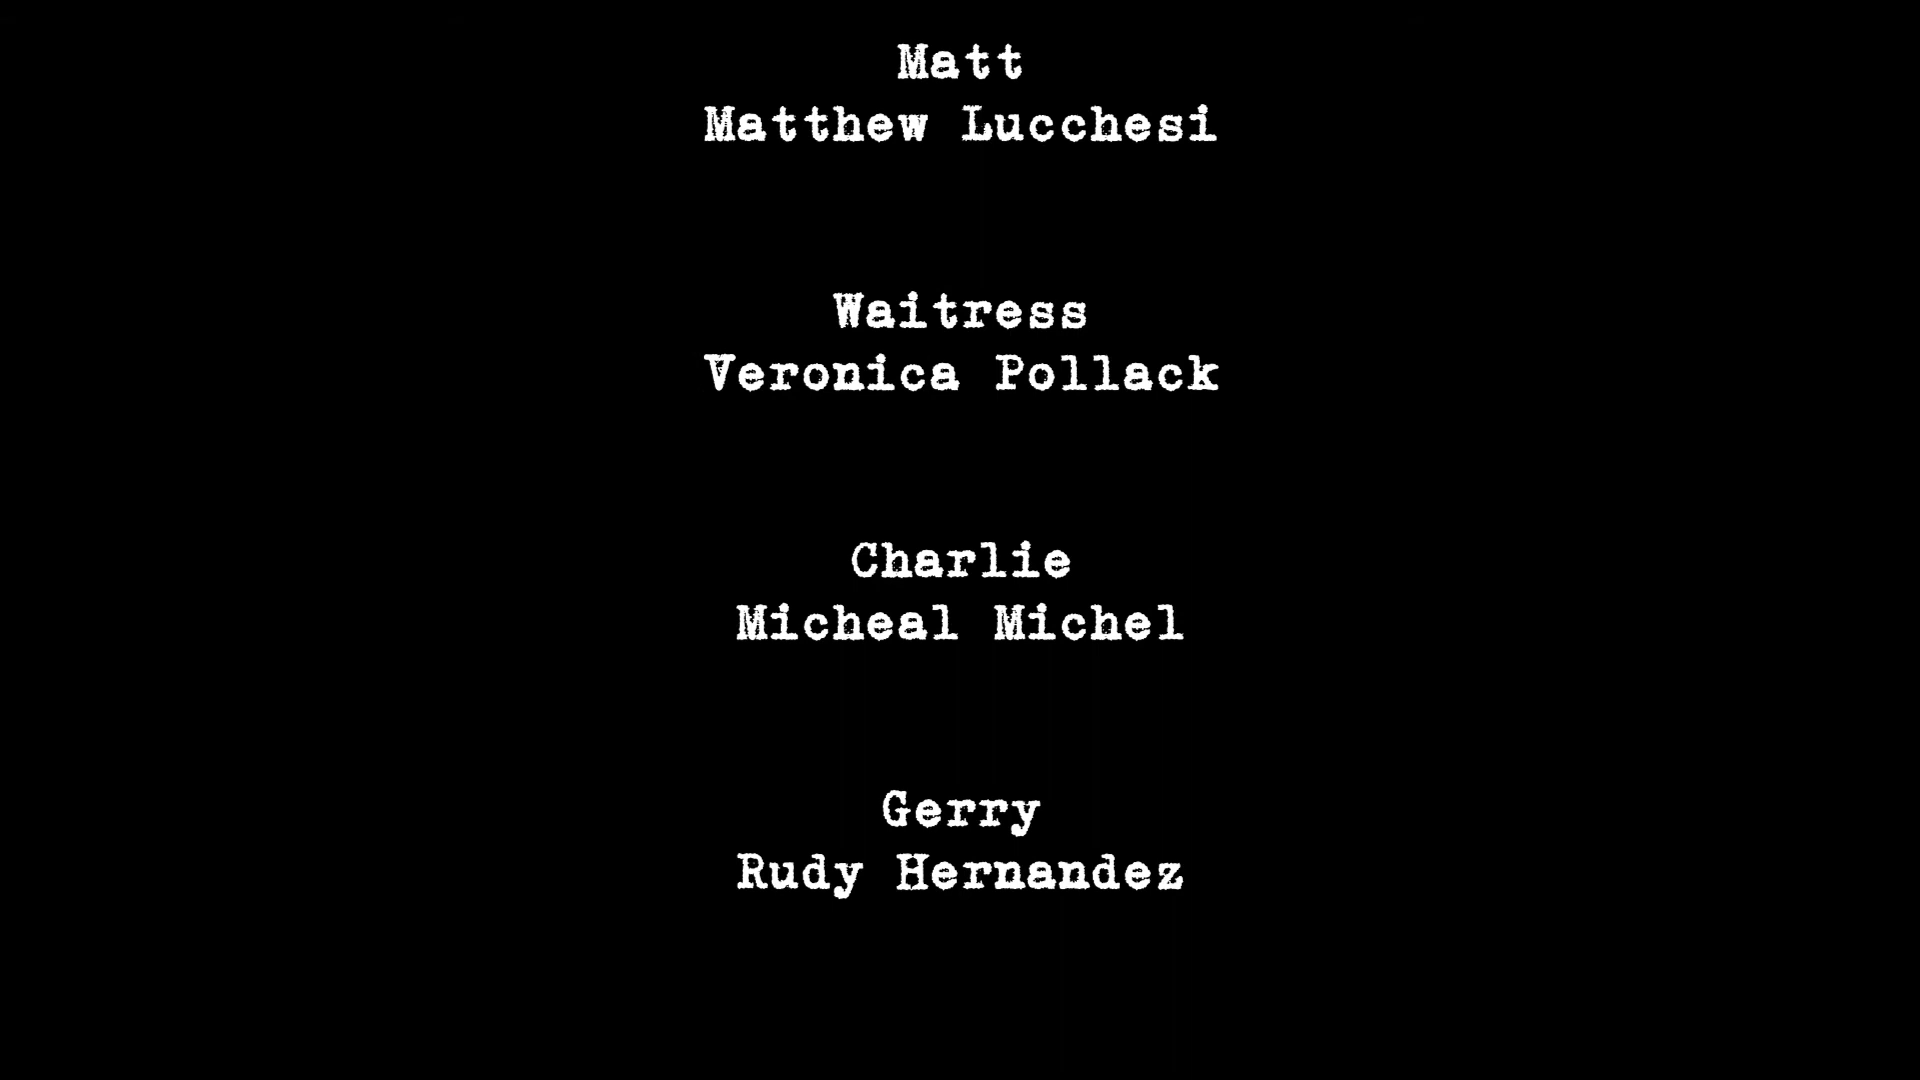 Matt
Matthew Lucchesi
Waitress
Veronica Pollack
Charlie
Micheal Michel
Gerry
Rudy Hernandez